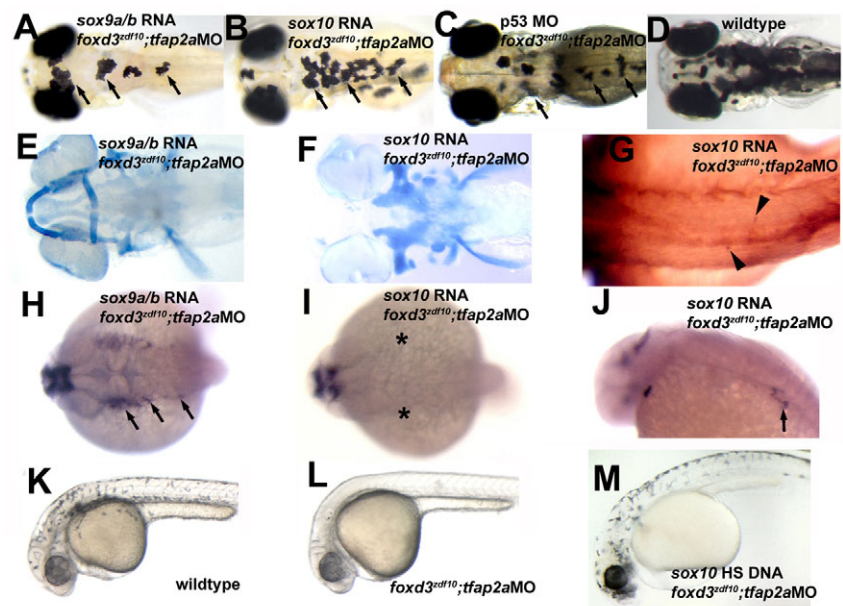 A
sox9a/b RNA
foxd3zdf10;tfap2aMO
B
sox10 RNA
foxd3zdf10;tfap2aMO
C
p53 MO
foxd3zdf10;tfap2aMO
D
wildtype
E
sox9a/b RNA
foxd3zdf10;tfap2aMO
F
sox10 RNA
foxd3zdf10;tfap2aMO
G
sox10 RNA
foxd3zdf10;tfap2aMO
H
sox9a/b RNA
foxd3zdf10;tfap2aMO
I
sox10 RNA
foxd3zdf10;tfap2aMO
*
*
J
sox10 RNA
foxd3zdf10;tfap2aMO
K
wildtype
L
foxd3zdf10;tfap2aMO
M
sox10 HS DNA
foxd3zdf10;tfap2aMO